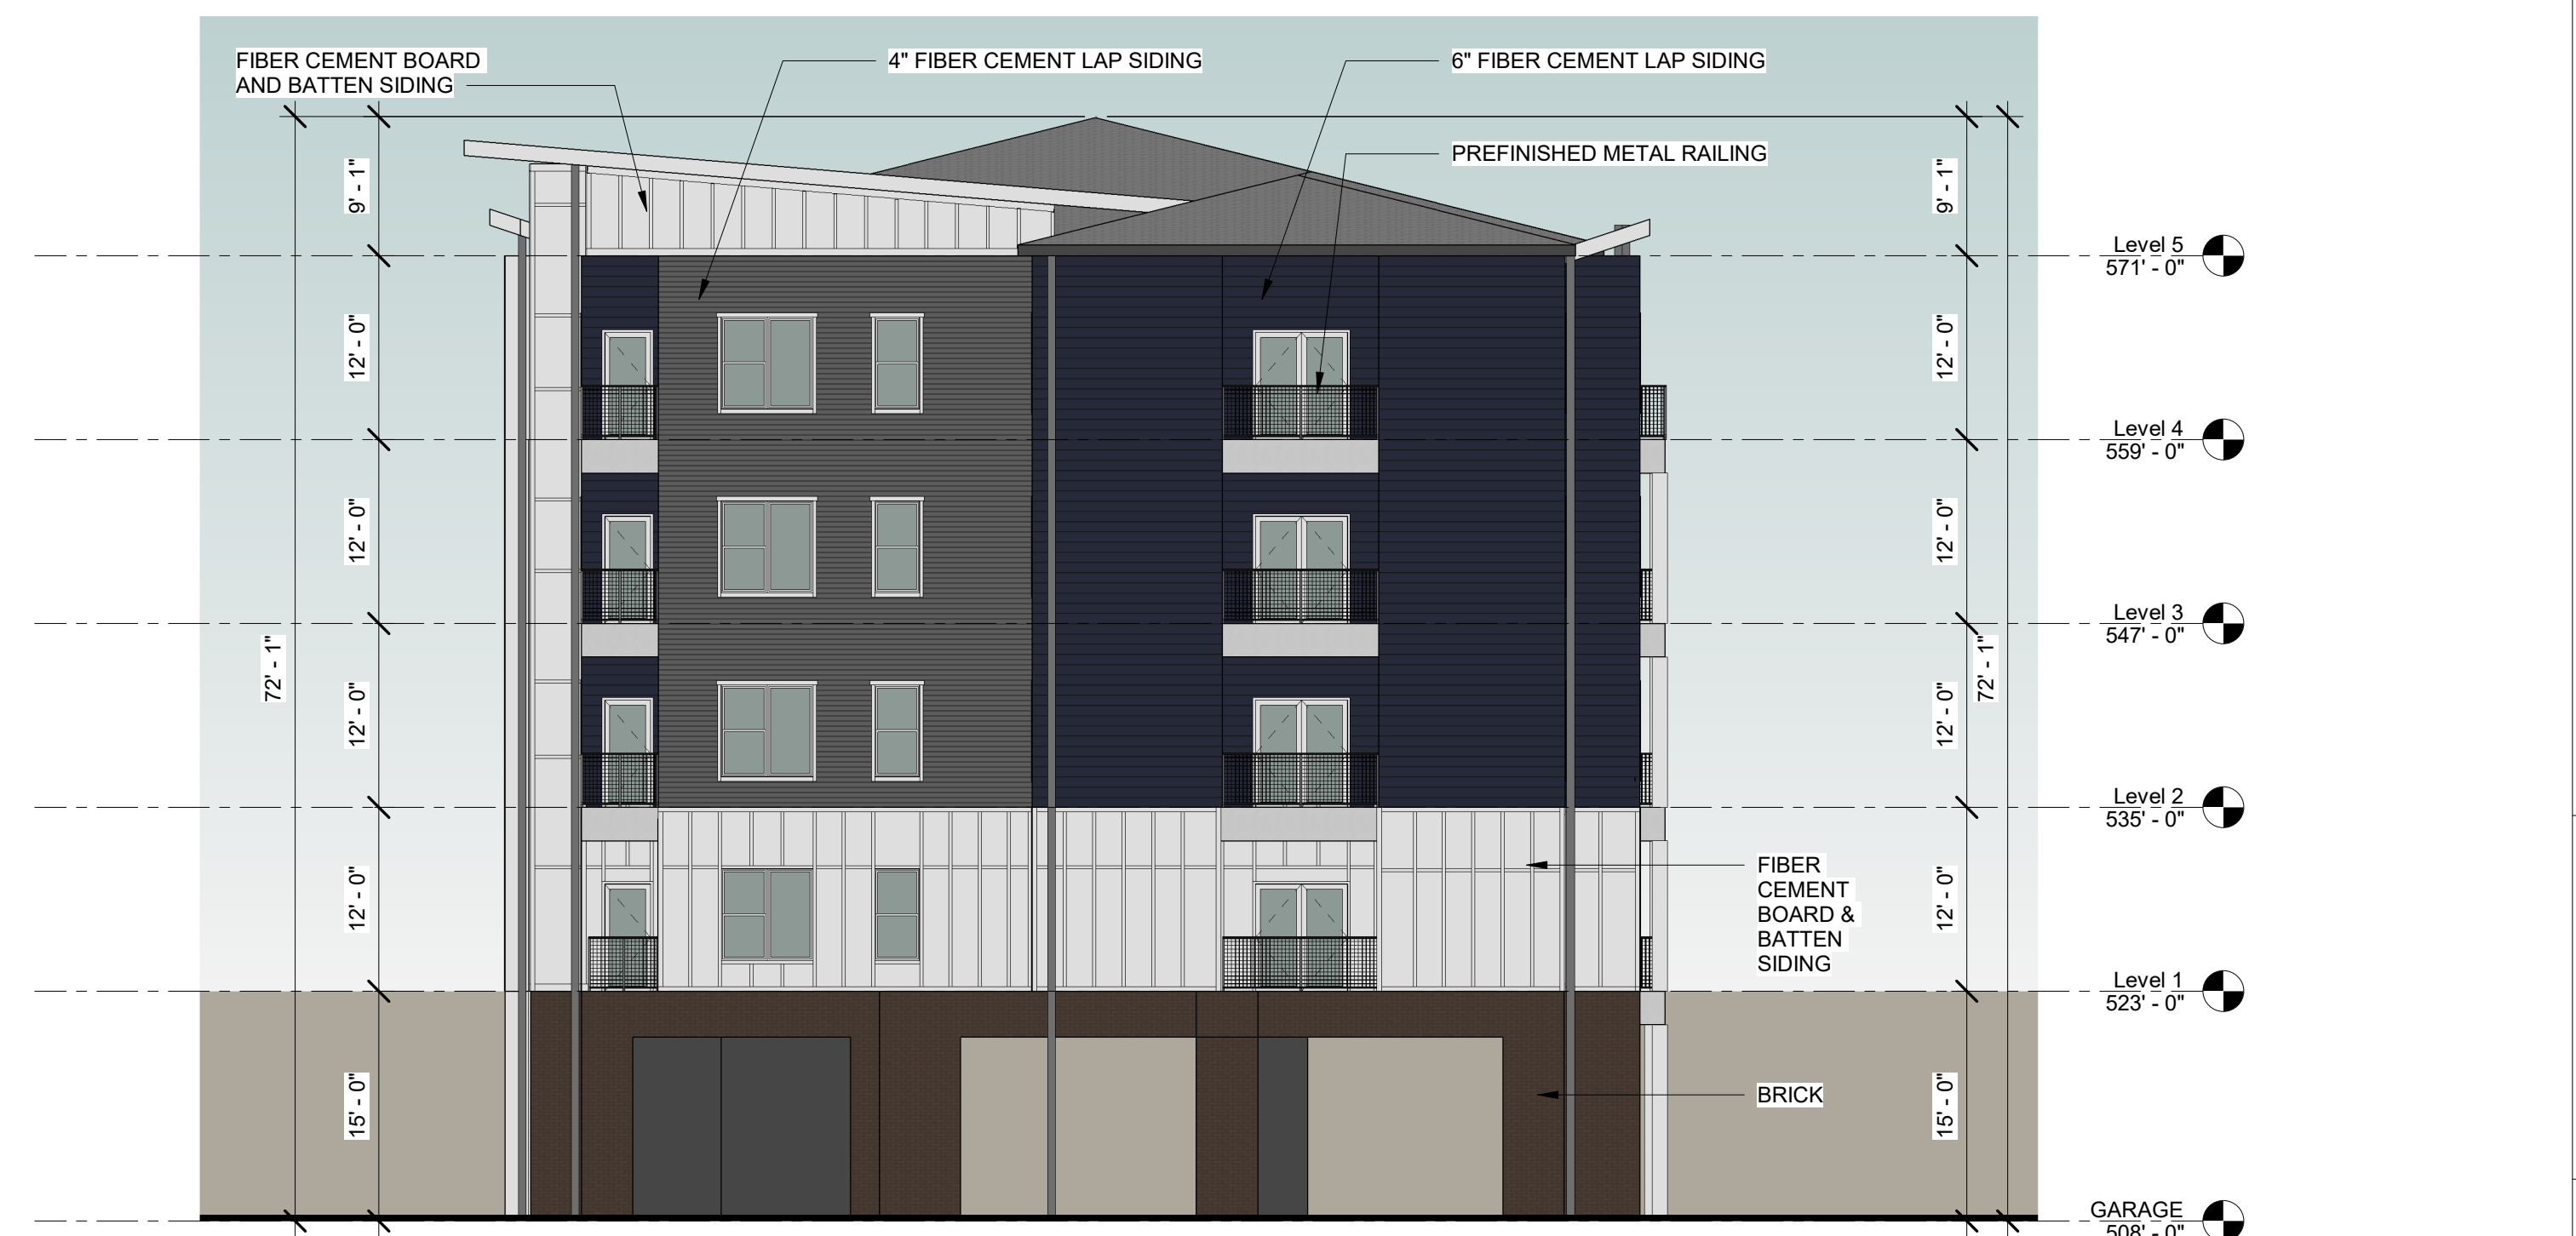 FIBER CEMENT BOARD
AND BATTEN SIDING
4" FIBER CEMENT LAP SIDING
6" FIBER CEMENT LAP SIDING
PREFINISHED METAL RAILING
9' - 1"
9' - 1"
Level 5
571' - 0"
12' - 0"
12' - 0"
Level 4
559' - 0"
12' - 0"
12' - 0"
Level 3
547' - 0"
72' - 1"
72' - 1"
12' - 0"
12' - 0"
Level 2
535' - 0"
12' - 0"
12' - 0"
FIBER
CEMENT
BOARD &
BATTEN
SIDING
Level 1
523' - 0"
15' - 0"
15' - 0"
BRICK
GARAGE
508' - 0"